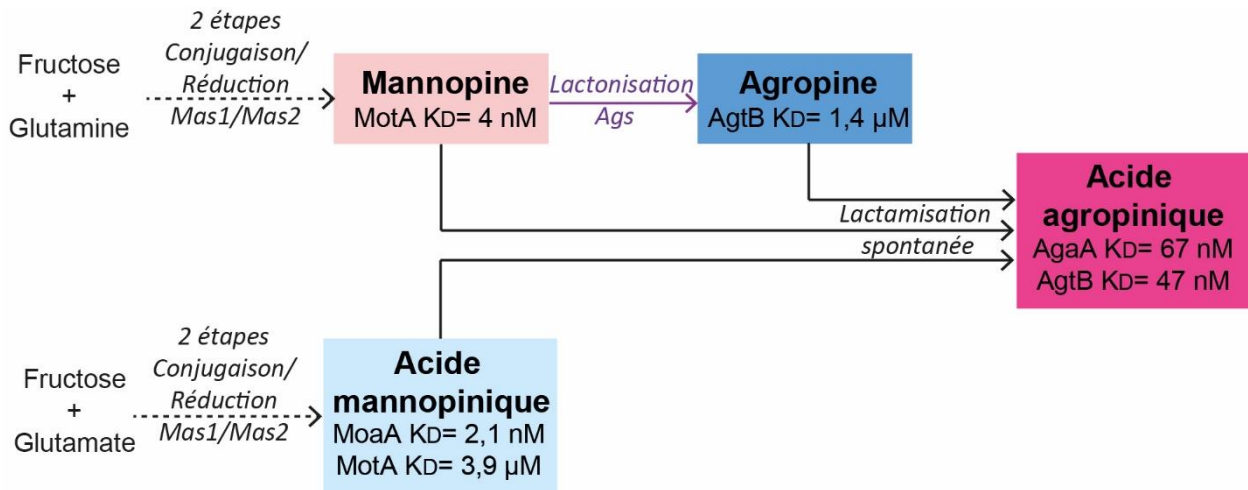 Fructose
+
Glutamine
2 étapes
Conjugaison/
Réduction
Mas1/Mas2
Mannopine
MotA KD= 4 nM
Lactonisation
Ags
Agropine
AgtB KD= 1,4 µM
Lactamisation
spontanée
Acide
agropinique
AgaA KD= 67 nM
AgtB KD= 47 nM
Fructose
+
Glutamate
2 étapes
Conjugaison/
Réduction
Mas1/Mas2
Acide
mannopinique
MoaA KD= 2,1 nM
MotA KD= 3,9 µM